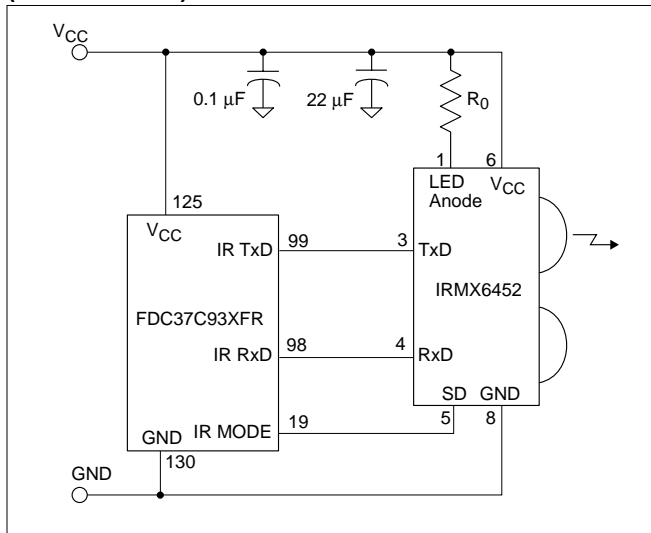 V_CC
0.1 μF
22 μF
R_0
1
6
LED
Anode
V_CC
125
V_CC
IR TxD
99
3
TxD
IRMX6452
FDC37C93XFR
IR RxD
98
4
RxD
SD
GND
5
8
IR MODE
19
GND
130
GND